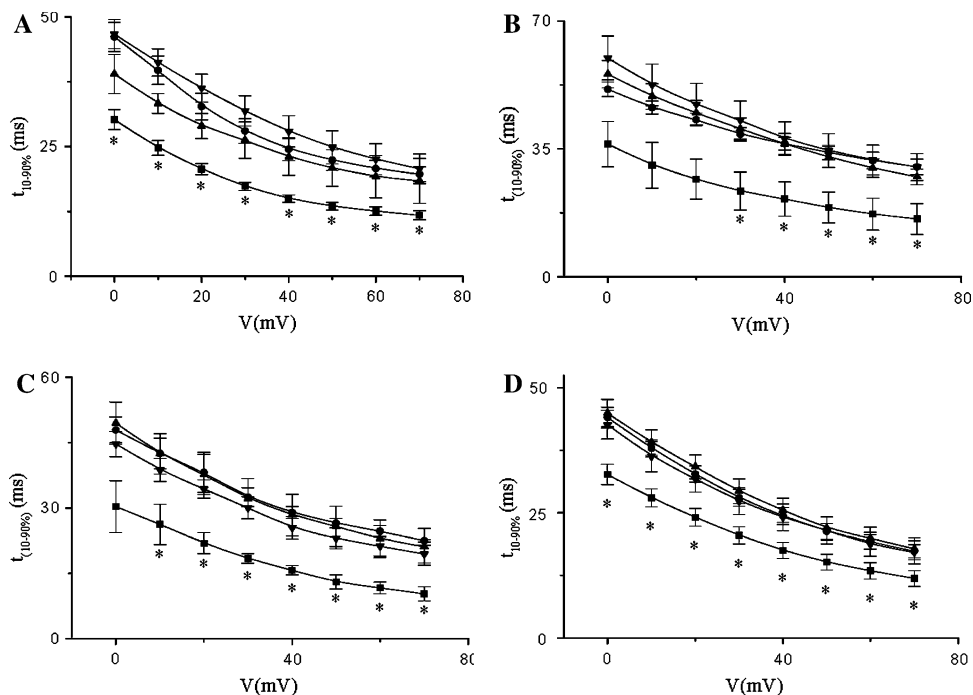 A
50
25
0
t10-90% (ms)
* * * * * * * *
0 20 40 60 80
V(mV)
B
70
35
0
t(10-90%) (ms)
* * * * *
0 40 80
V(mV)
C
60
30
0
t(10-90%) (ms)
* * * * * * *
0 40 80
V(mV)
D
50
25
0
t10-90% (ms)
* * * * * * * *
0 40 80
V(mV)